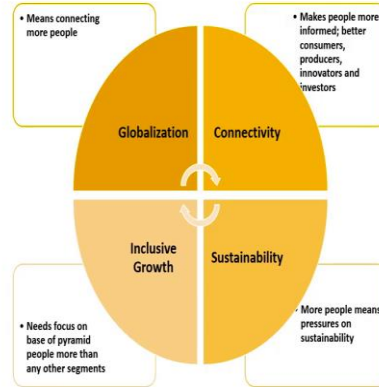 • Means connecting
more people
• Makes people more
informed; better
consumers,
producers,
innovators and
investors
Globalization
Connectivity
Inclusive
Growth
Sustainability
• Needs focus on
base of pyramid
people more than
any other segments
• More people means
pressures on
sustainability